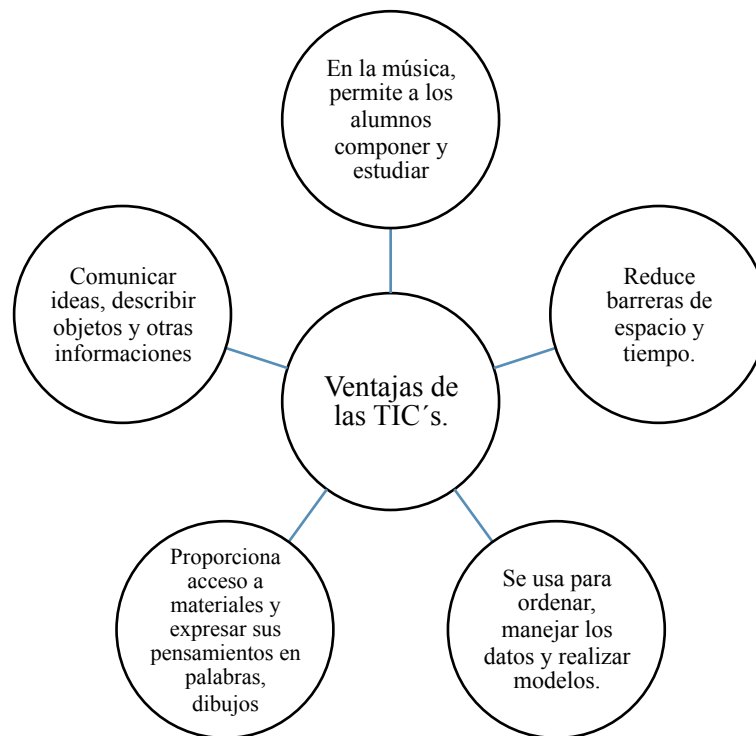 En la música,
permite a los
alumnos
componer y
estudiar
Comunicar
ideas, describir
objetos y otras
informaciones
Reduce
barreras de
espacio y
tiempo.
Ventajas de
las TIC´s.
Proporciona
acceso a
materiales y
expresar sus
pensamientos en
palabras,
dibujos
Se usa para
ordenar,
manejar los
datos y realizar
modelos.